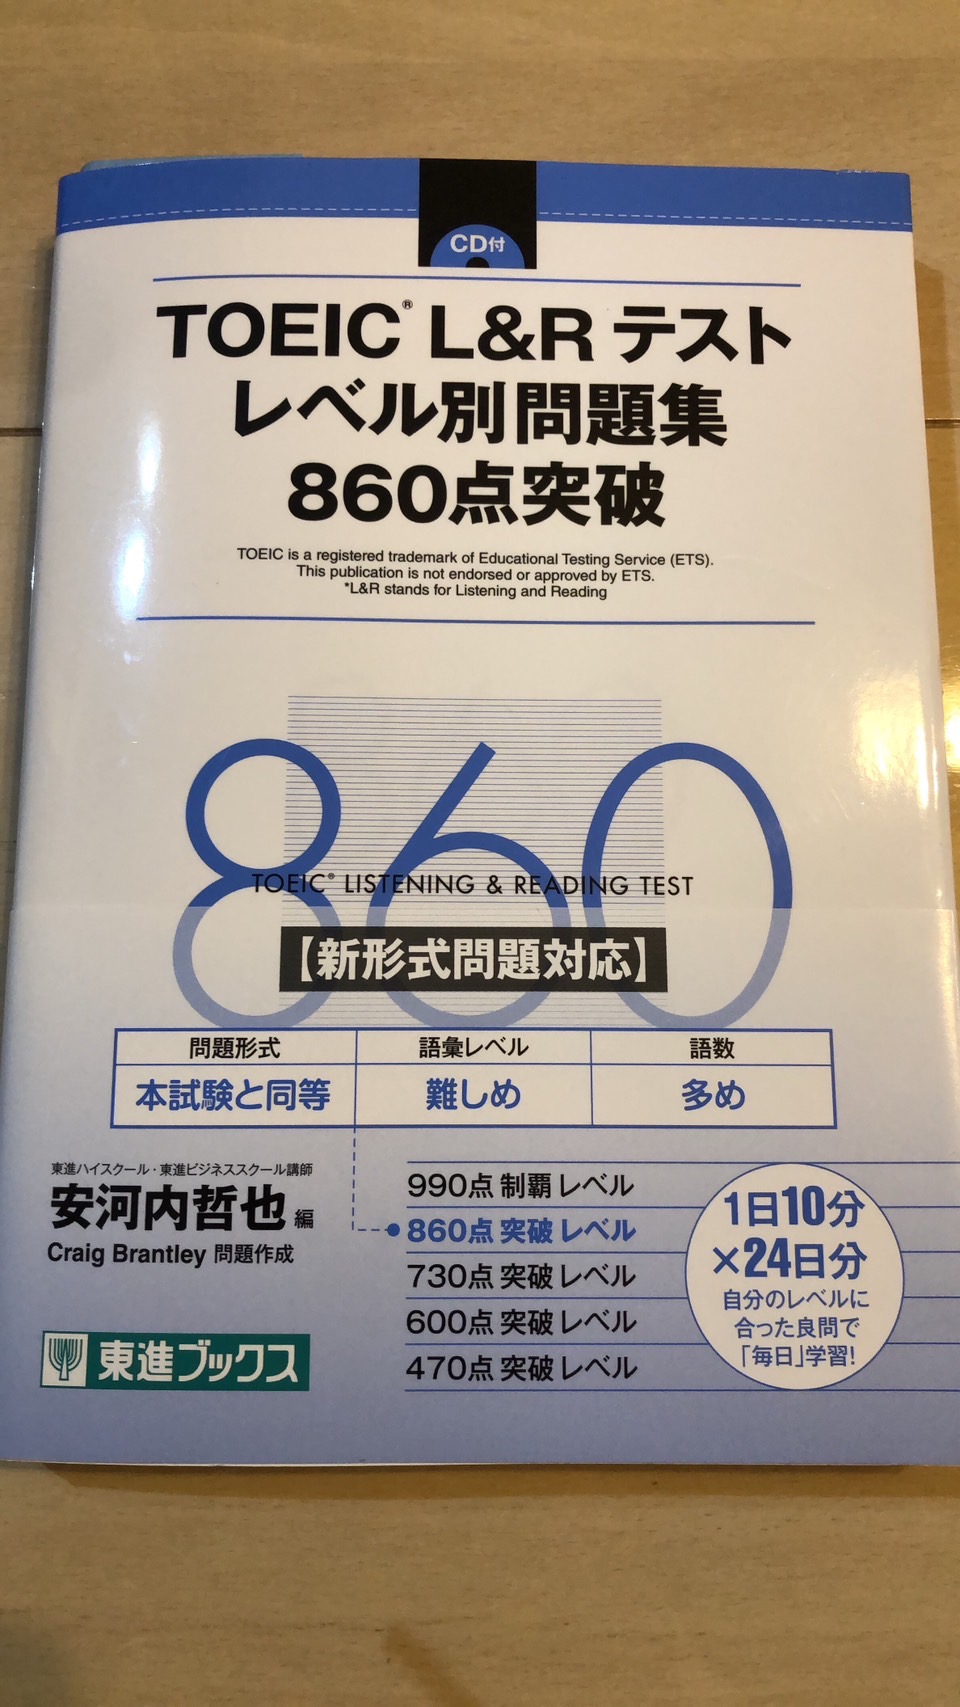 CD付
TOEIC® L&R テスト
レベル別問題集
860点突破
TOEIC is a registered trademark of Educational Testing Service (ETS).
This publication is not endorsed or approved by ETS.
*L&R stands for Listening and Reading
860
TOEIC® LISTENING & READING TEST
【新形式問題対応】
問題形式 語彙レベル 語数
本試験と同等 難しめ 多め
東進ハイスクール・東進ビジネススクール講師
安河内哲也 編
Craig Brantley 問題作成
東進ブックス
990点 制覇 レベル
860点 突破 レベル
730点 突破 レベル
600点 突破 レベル
470点 突破 レベル
1日10分
×24日分
自分のレベルに
合った良問で
「毎日」学習!